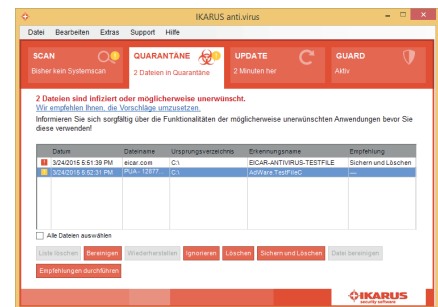 IKARUS anti.virus
Datei Bearbeiten Extras Support Hilfe
SCAN
Bisher kein Systemscan
QUARANTÄNE
2 Dateien in Quarantäne
UPDATE
2 Minuten her
GUARD
Aktiv
2 Dateien sind infiziert oder möglicherweise unerwünscht.
Wir empfehlen Ihnen, die Vorschläge umzusetzen.
Informieren Sie sich sorgfältig über die Funktionalitäten der möglicherweise unerwünschten Anwendungen bevor Sie
diese verwenden!
Datum Dateiname Ursprungsverzeichnis Erkennungsname Empfehlung
3/24/2016 5:51:39 PM eicar.com C:\ EICAR-ANTIVIRUS-TESTFILE Sichern und Löschen
3/24/2016 5:52:31 PM PUA - 12877... C:\ AdWare.TestFileC ---
Alle Dateien auswählen
Liste löschen Bereinigen Wiederherstellen Ignorieren Löschen Sichern und Löschen Datei bereinigen
Empfehlungen durchführen
IKARUS
security software